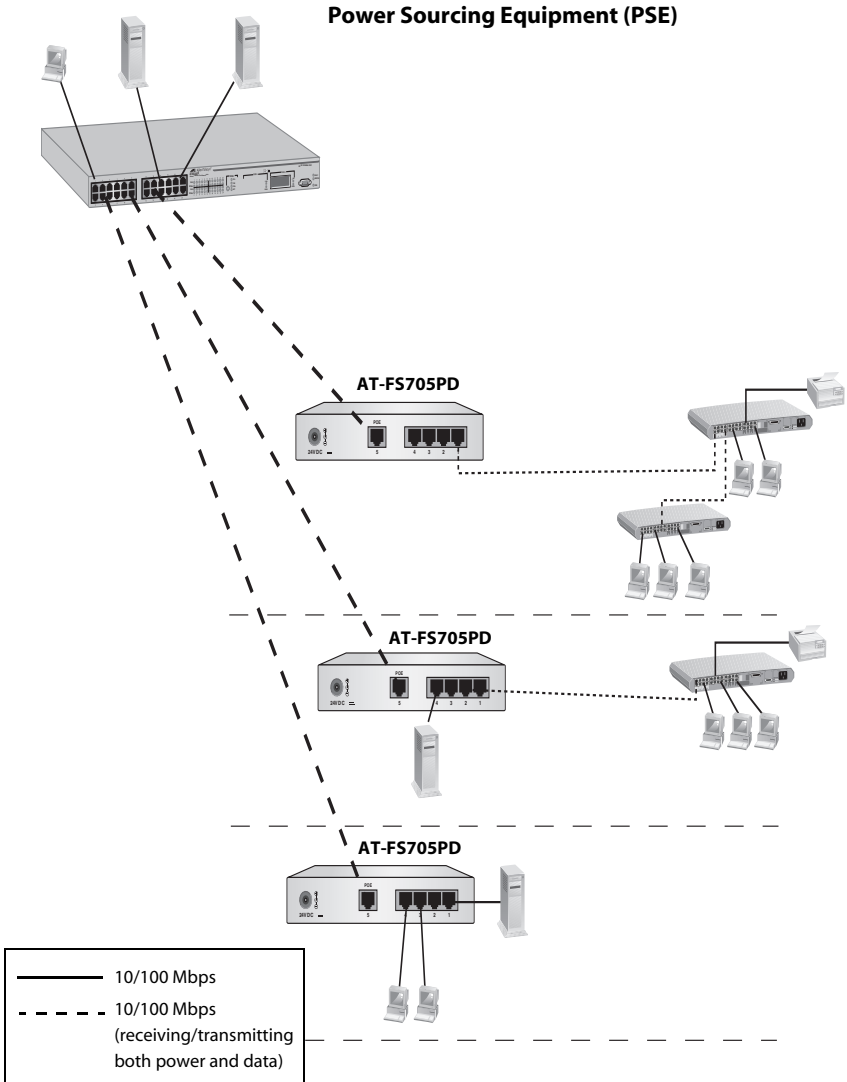 Power Sourcing Equipment (PSE)
AT-FS705PD
POE
24VDC
5
4 3 2
AT-FS705PD
POE
24VDC
5
4 3 2 1
AT-FS705PD
POE
24VDC
5
2 1
10/100 Mbps
10/100 Mbps
(receiving/transmitting
both power and data)